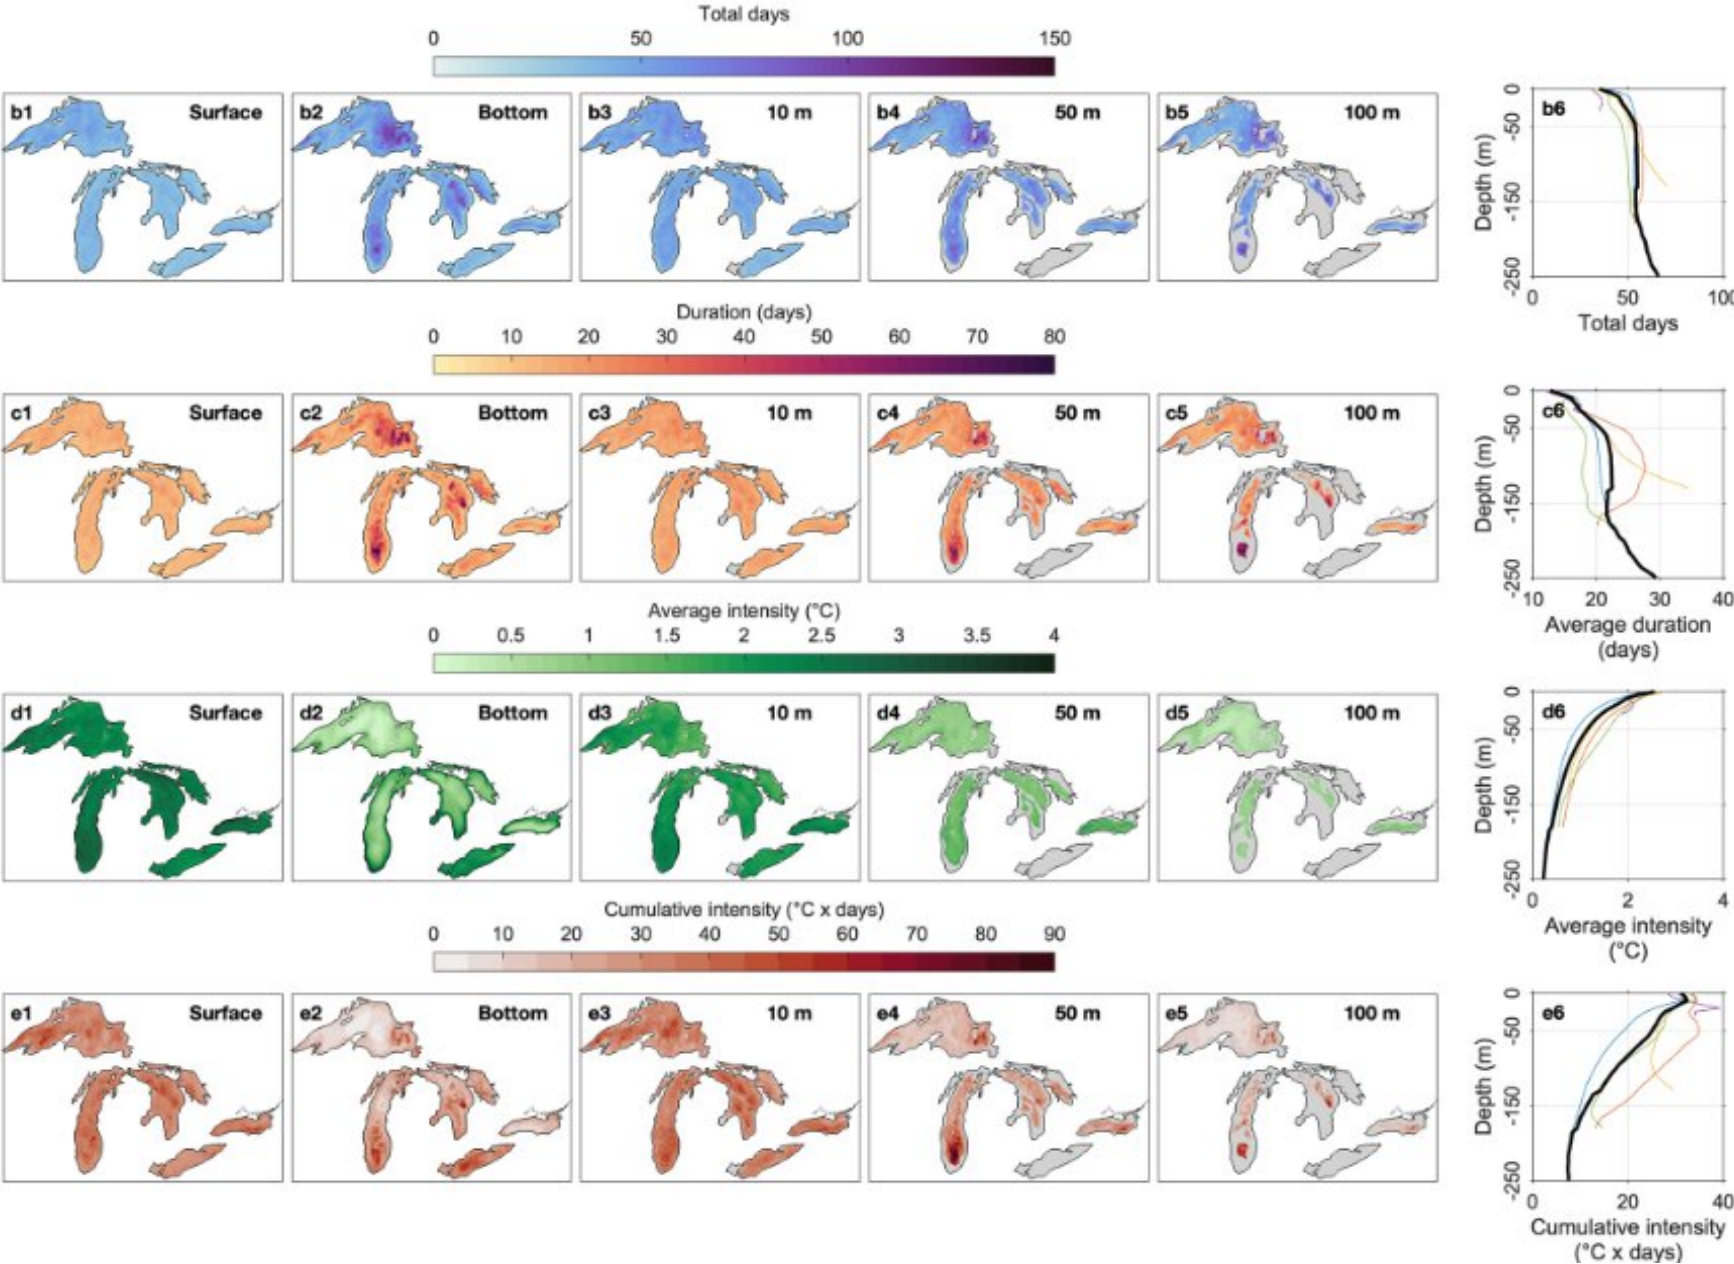 Total days
0 50 100 150
b1 Surface b2 Bottom b3 10 m b4 50 m b5 100 m b6
0
-50
-150
-250
Depth (m)
0 50 100
Total days
Duration (days)
0 10 20 30 40 50 60 70 80
c1 Surface c2 Bottom c3 10 m c4 50 m c5 100 m c6
0
-50
-150
-250
Depth (m)
10 20 30 40
Average duration
(days)
Average intensity (°C)
0 0.5 1 1.5 2 2.5 3 3.5 4
d1 Surface d2 Bottom d3 10 m d4 50 m d5 100 m d6
0
-50
-150
-250
Depth (m)
0 2 4
Average intensity
(°C)
Cumulative intensity (°C x days)
0 10 20 30 40 50 60 70 80 90
e1 Surface e2 Bottom e3 10 m e4 50 m e5 100 m e6
0
-50
-150
-250
Depth (m)
0 20 40
Cumulative intensity
(°C x days)